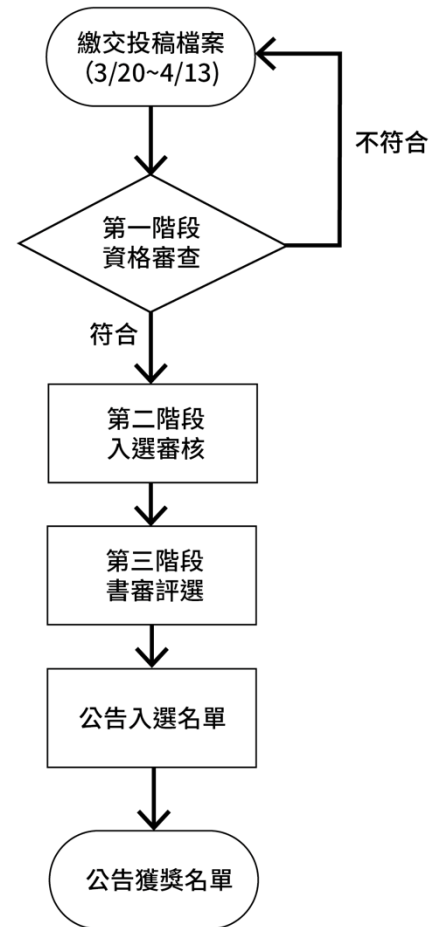 繳交投稿檔案
（3/20~4/13)
不符合
第一階段
資格審查
符合
第二階段
入選審核
第三階段
書審評選
公告入選名單
公告獲獎名單